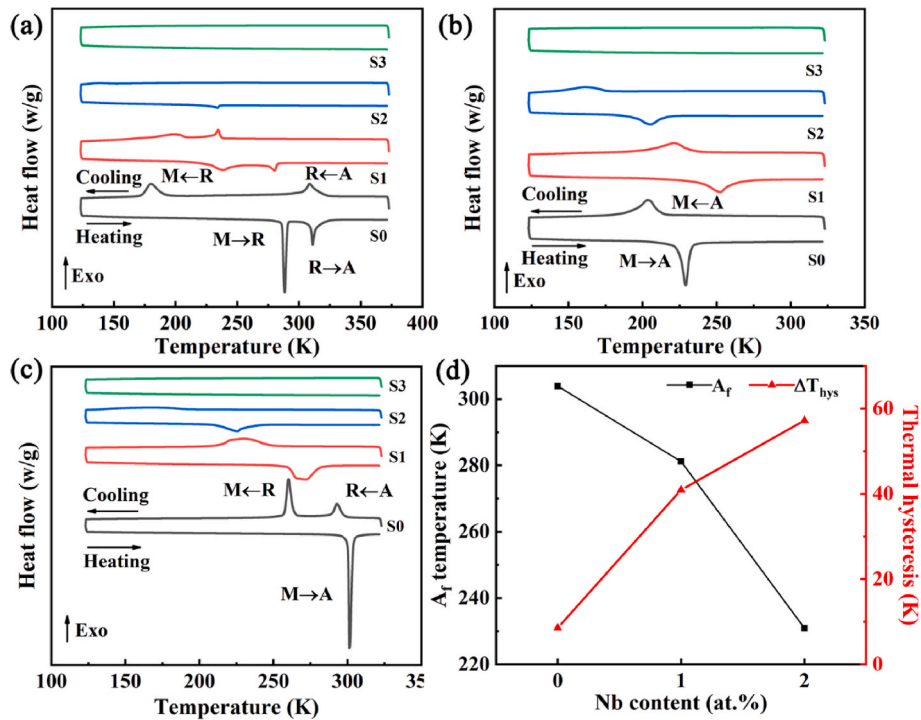 (a)
S3
S2
S1
Cooling
M←R
R←A
S0
M→R
Heating
R→A
Exo
Heat flow (w/g)
100 150 200 250 300 350 400
Temperature (K)
(b)
S3
S2
S1
M←A
Cooling
S0
Heating
M→A
Exo
Heat flow (w/g)
100 150 200 250 300
Temperature (K)
(c)
S3
S2
S1
M←R
R←A
Cooling
S0
Heating
M→A
Exo
Heat flow (w/g)
100 150 200 250 300 35
Temperature (K)
(d)
Af
ΔThys
300
280
260
240
220
Af temperature (K)
60
40
20
0
Thermal hysteresis (K)
0 1 2
Nb content (at.%)